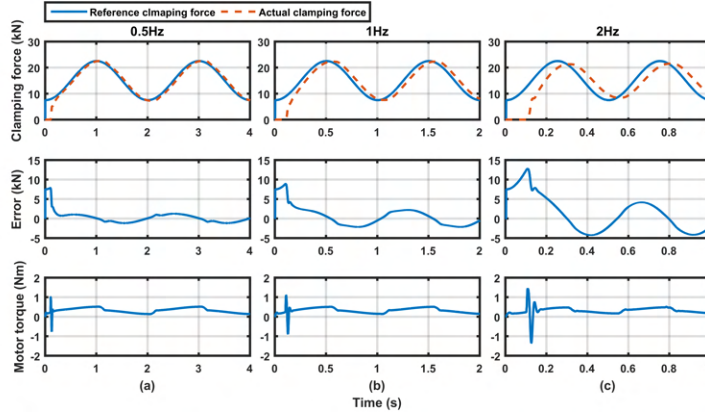 Reference clmaping force Actual clamping force
0.5Hz 1Hz 2Hz
Clamping force (kN)
30 30 30
20 20 20
10 10 10
0 0 0
0 1 2 3 4 0 0.5 1 1.5 2 0 0.2 0.4 0.6 0.8
Error (kN)
15 15 15
10 10 10
5 5 5
0 0 0
-5 -5 -5
0 1 2 3 4 0 0.5 1 1.5 2 0 0.2 0.4 0.6 0.8
Motor torque (Nm)
2 2 2
1 1 1
0 0 0
-1 -1 -1
-2 -2 -2
0 1 2 3 4 0 0.5 1 1.5 2 0 0.2 0.4 0.6 0.8
(a) (b) (c)
Time (s)